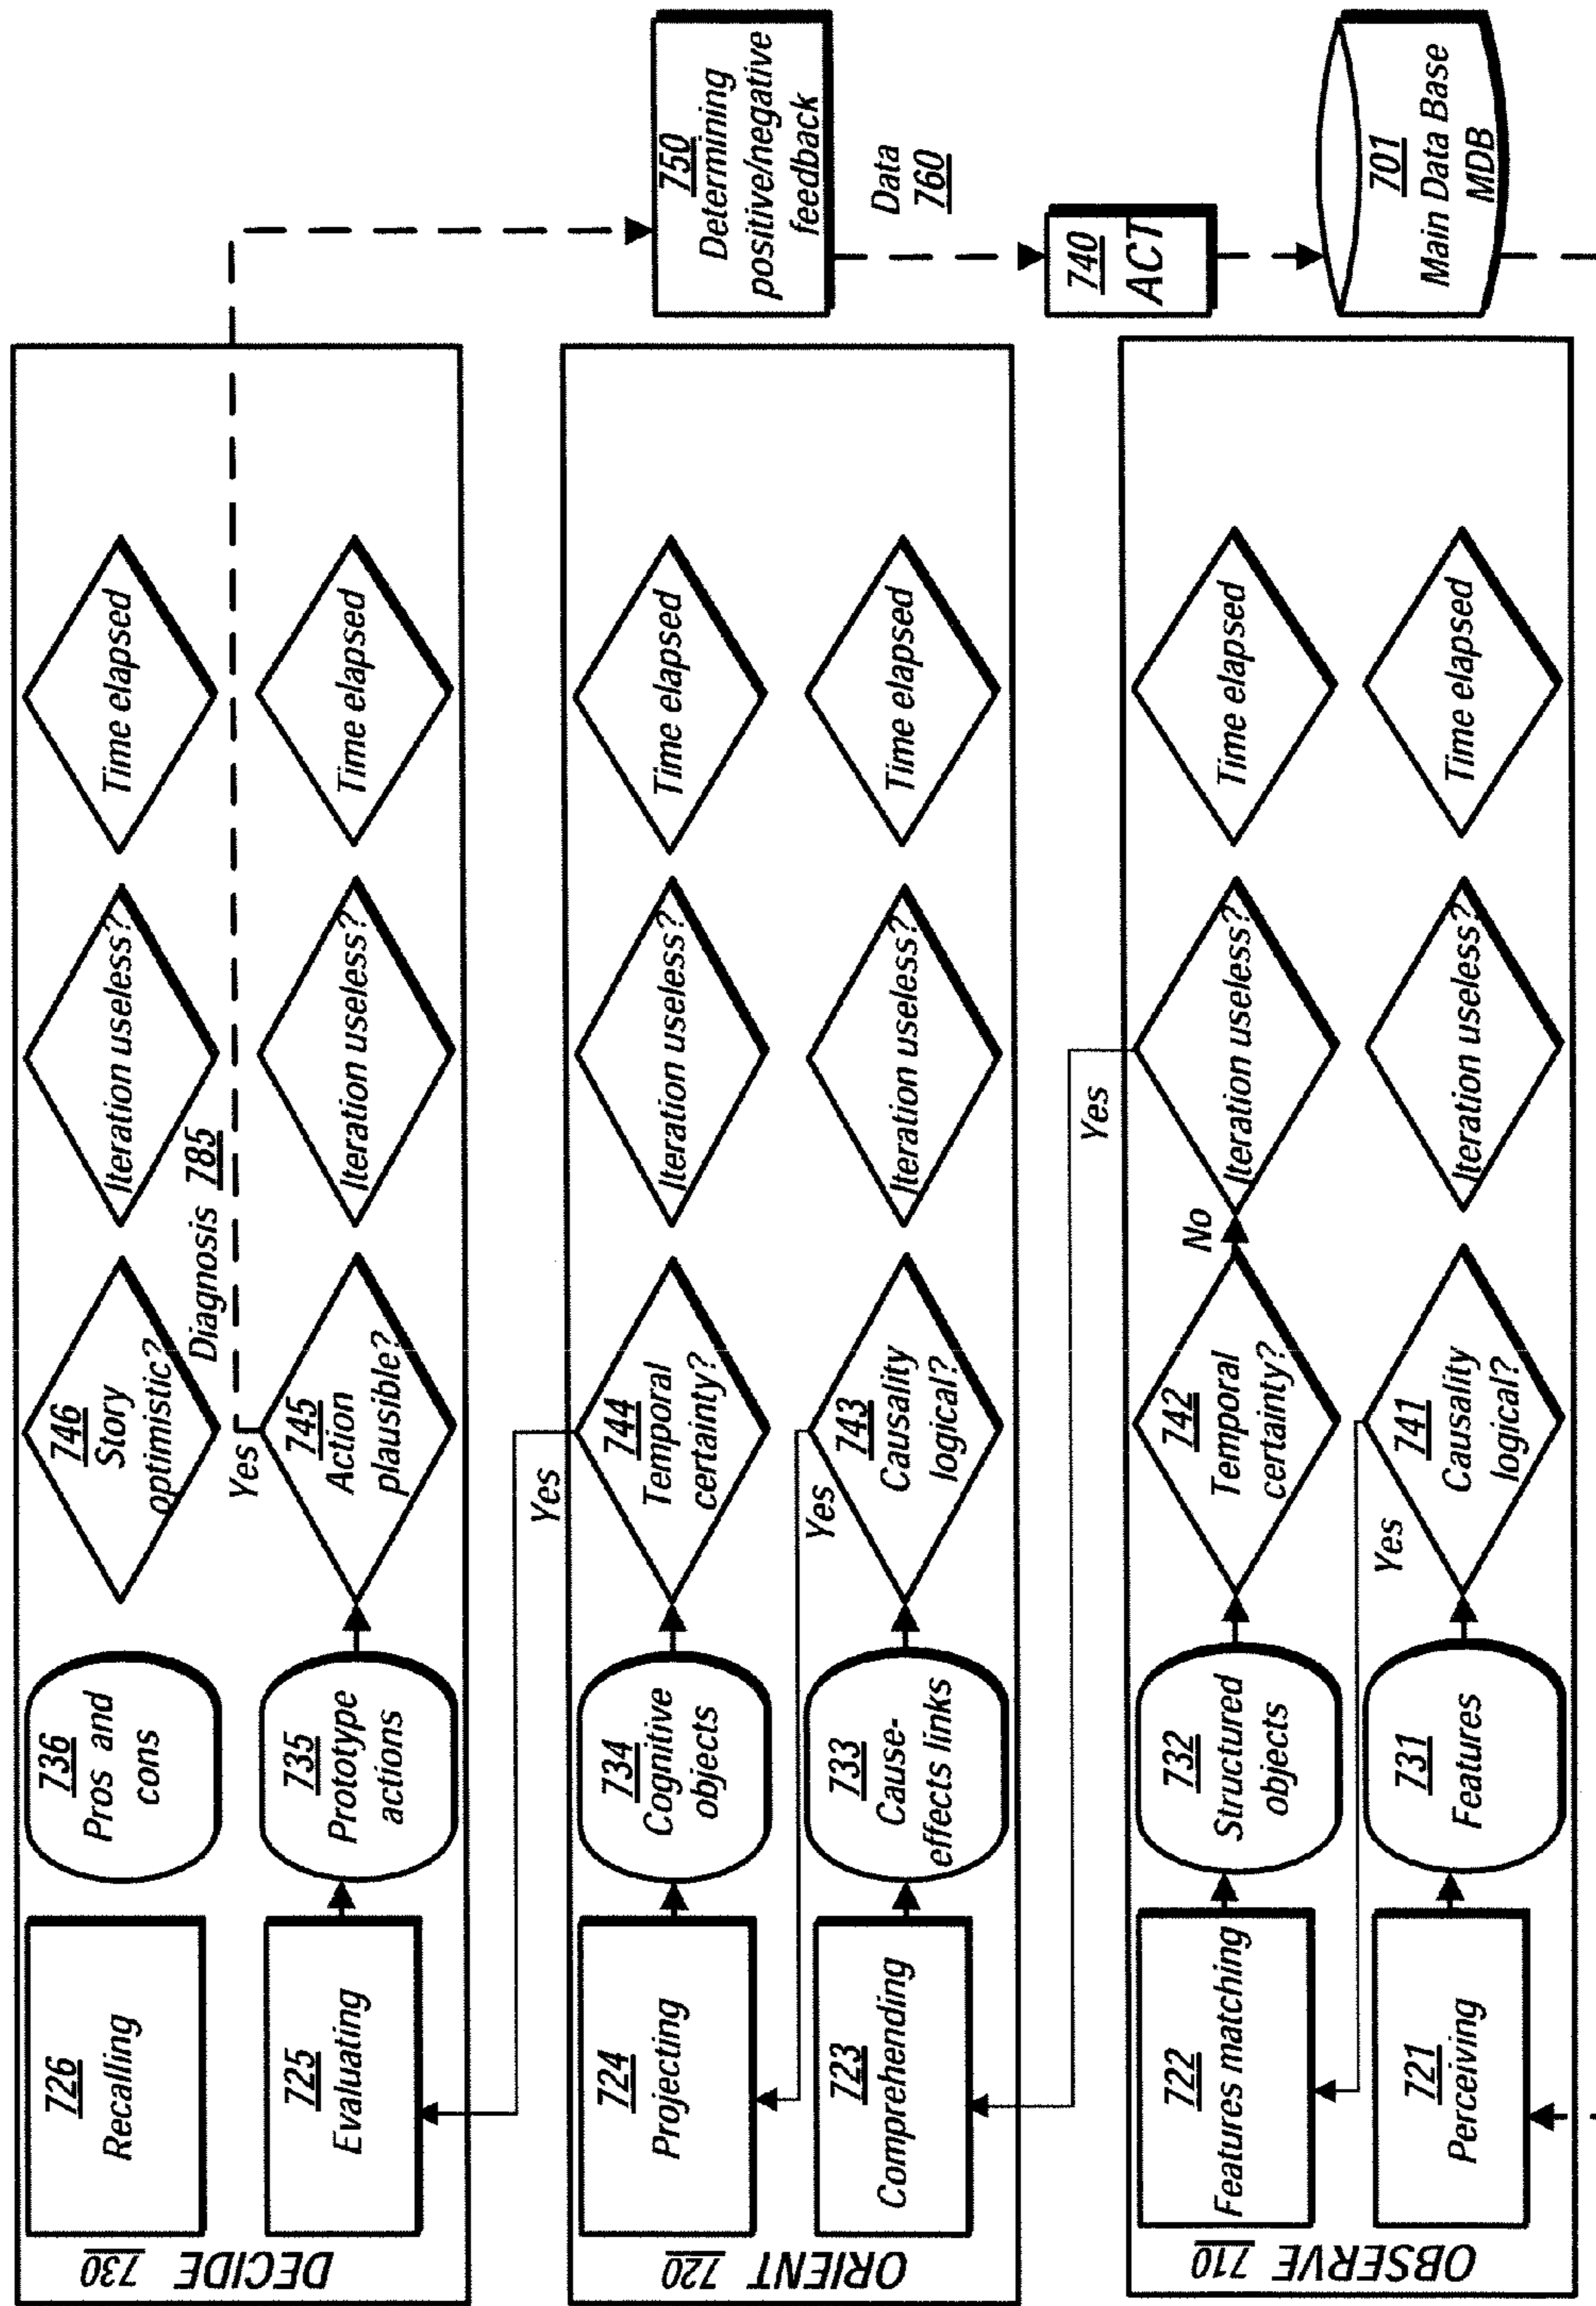 DECIDE 730
726
Recalling
736
Pros and
cons
746
Story
optimistic?
Iteration useless?
Time elapsed
Yes
Diagnosis 785
725
Evaluating
735
Prototype
actions
745
Action
plausible?
Iteration useless?
Time elapsed
Yes
ORIENT 720
724
Projecting
734
Cognitive
objects
744
Temporal
certainty?
Iteration useless?
Time elapsed
Yes
723
Comprehending
733
Cause-
effects links
743
Causality
logical?
Iteration useless?
Time elapsed
Yes
OBSERVE 710
722
Features matching
732
Structured
objects
742
Temporal
certainty?
No
Iteration useless?
Time elapsed
Yes
721
Perceiving
731
Features
741
Causality
logical?
Iteration useless?
Time elapsed
750
Determining
positive/negative
feedback
Data
760
740
ACT
701
Main Data Base
MDB